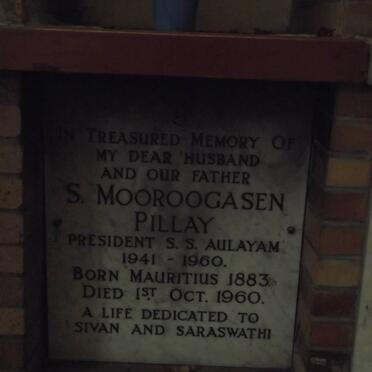 IN TREASURED MEMORY OF
MY DEAR HUSBAND
AND OUR FATHER
S. MOOROOGASEN
PILLAY
PRESIDENT S. S. AULAYAM
1941 - 1960.
BORN MAURITIUS 1883
DIED 1ST OCT. 1960.
A LIFE DEDICATED TO
SIVAN AND SARASWATHI